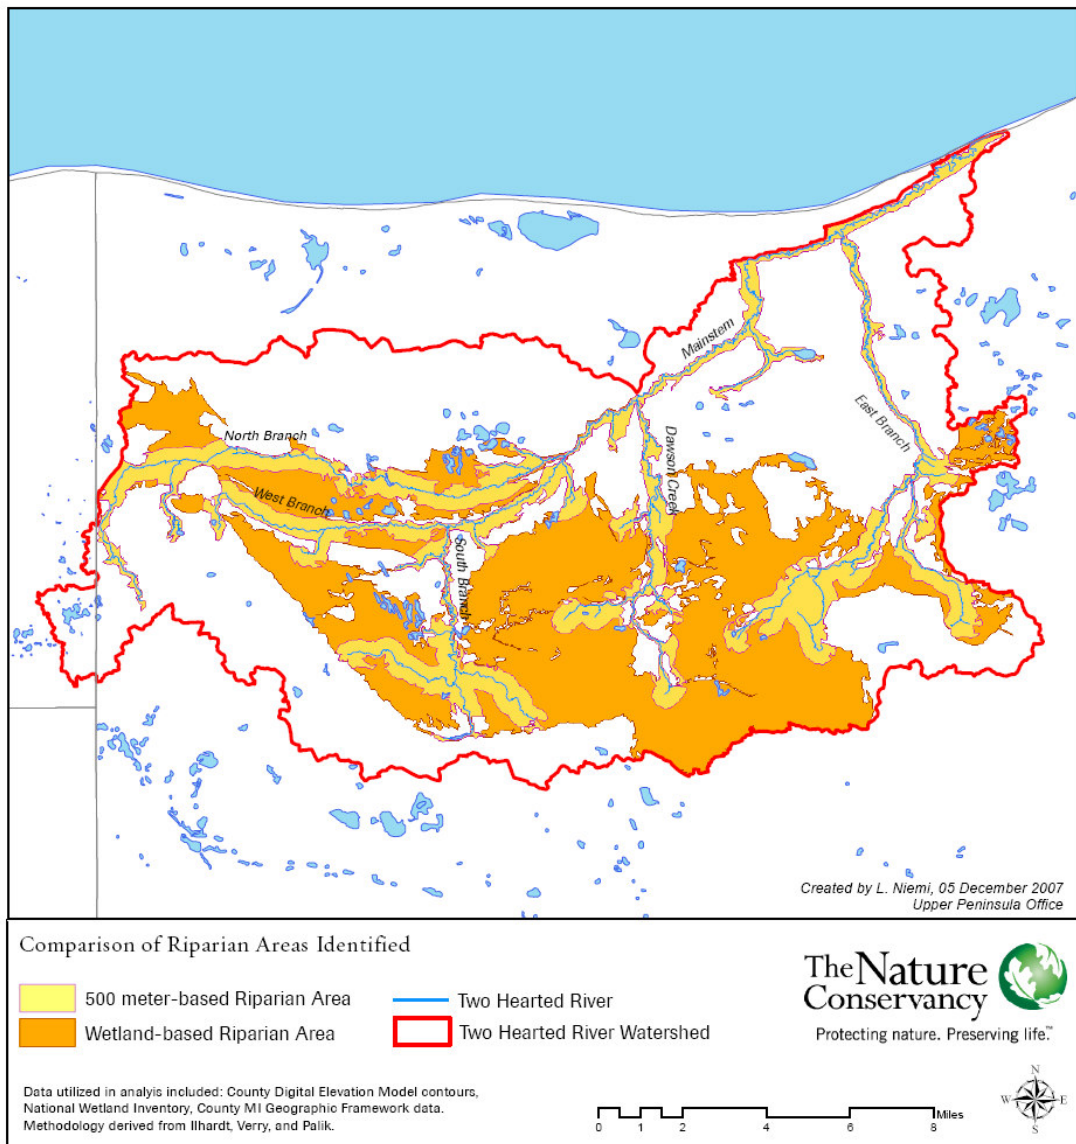 Mainstem
East Branch
North Branch
Dawson Creek
West Branch
South Branch
Created by L. Niemi, 05 December 2007
Upper Peninsula Office
Comparison of Riparian Areas Identified
500 meter-based Riparian Area
Two Hearted River
Wetland-based Riparian Area
Two Hearted River Watershed
The Nature
Conservancy
Protecting nature. Preserving life.™
Data utilized in analyis included: County Digital Elevation Model contours,
National Wetland Inventory, County MI Geographic Framework data.
Methodology derived from Ilhardt, Verry, and Palik.
0 1 2 4 6 8 Miles
N
W E
S